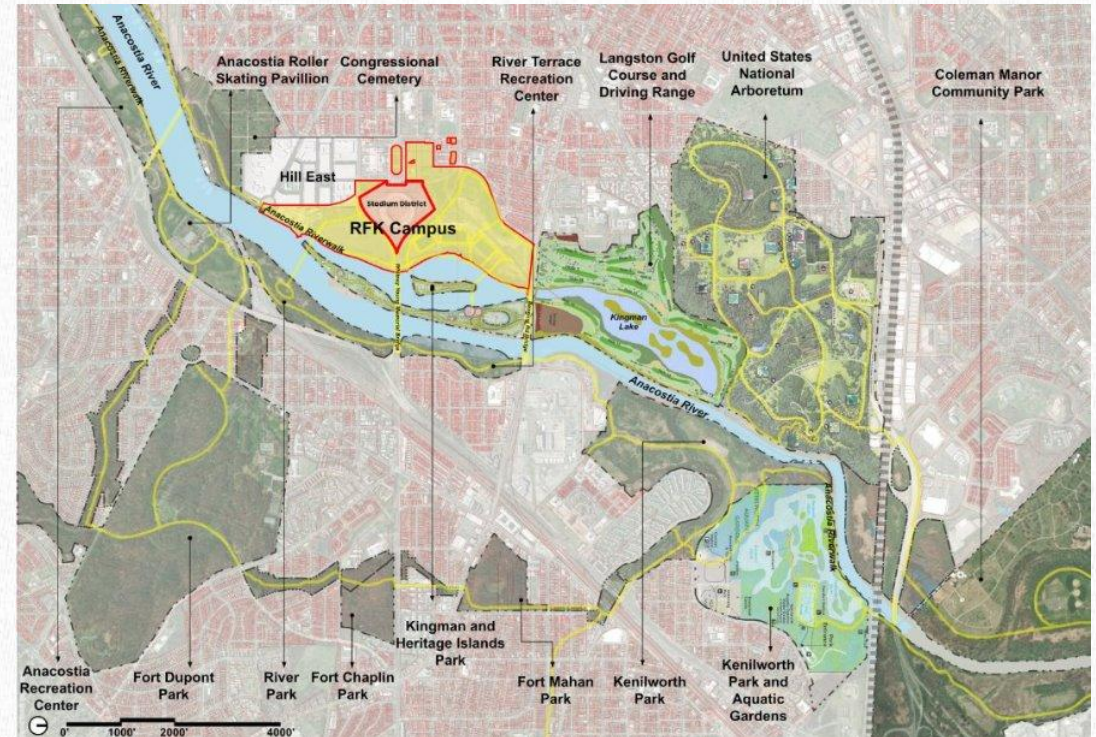 Anacostia River
Anacostia Riverwalk
Anacostia Roller
Skating Pavillion
Congressional
Cemetery
River Terrace
Recreation
Center
Langston Golf
Course and
Driving Range
United States
National
Arboretum
Coleman Manor
Community Park
Hill East
Stadium District
RFK Campus
Anacostia Riverwalk
Kingman
Lake
Anacostia River
Anacostia Riverwalk
Anacostia
Recreation
Center
Fort Dupont
Park
River
Park
Fort Chaplin
Park
Kingman and
Heritage Islands
Park
Fort Mahan
Park
Kenilworth
Park
Kenilworth
Park and
Aquatic
Gardens
0' 1000' 2000' 4000'